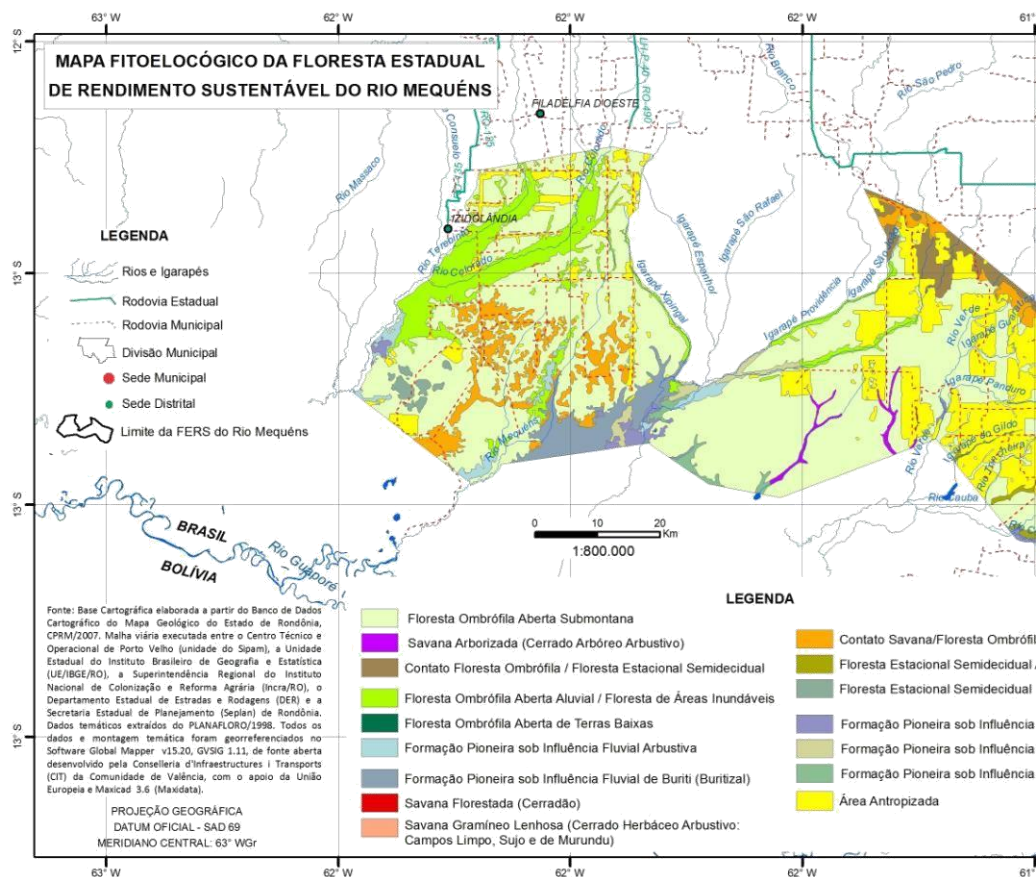 63° W
62° W
62° W
62° W
61°
12° S
13° S
13° S
13° S
MAPA FITOELOCÓGICO DA FLORESTA ESTADUAL
DE RENDIMENTO SUSTENTÁVEL DO RIO MEQUÉNS
FILADÉLFIA D'OESTE
Rio Branco
Rio São Pedro
Consuelo
Rio Massaco
Rio Colorado
IZIDOLÂNDIA
Rio Terebinto
Rio Colorado
Igarapé Xipingal
Igarapé Espanhol
Igarapé São Rafael
Igarapé Providência
Rio Verde
Igarapé Panduro
Rio Mequéns
Rio Verde
Igarapé do Gildo
Rio Cauba
LEGENDA
Rios e Igarapés
Rodovia Estadual
Rodovia Municipal
Divisão Municipal
Sede Municipal
Sede Distrital
Limite da FERS do Rio Mequéns
BRASIL
BOLÍVIA
Rio Guaporé
0 10 20
Km
1:800.000
Fonte: Base Cartográfica elaborada a partir do Banco de Dados
Cartográfico do Mapa Geológico do Estado de Rondônia,
CPRM/2007. Malha viária executada entre o Centro Técnico e
Operacional de Porto Velho (unidade do Sipam), a Unidade
Estadual do Instituto Brasileiro de Geografia e Estatística
(UE/IBGE/RO), a Superintendência Regional do Instituto
Nacional de Colonização e Reforma Agrária (Incra/RO), o
Departamento Estadual de Estradas e Rodagens (DER) e a
Secretaria Estadual de Planejamento (Seplan) de Rondônia.
Dados temáticos extraídos do PLANAFLORO/1998. Todos os
dados e montagem temática foram georreferenciados no
Software Global Mapper v15.20, GVSIG 1.11, de fonte aberta
desenvolvido pela Conselleria d'Infraestructures i Transports
(CIT) da Comunidade de Valência, com o apoio da União
Europeia e Maxicad 3.6 (Maxidata).
PROJEÇÃO GEOGRÁFICA
DATUM OFICIAL - SAD 69
MERIDIANO CENTRAL: 63° WGr
LEGENDA
Floresta Ombrófila Aberta Submontana
Savana Arborizada (Cerrado Arbóreo Arbustivo)
Contato Floresta Ombrófila / Floresta Estacional Semidecidual
Floresta Ombrófila Aberta Aluvial / Floresta de Áreas Inundáveis
Floresta Ombrófila Aberta de Terras Baixas
Formação Pioneira sob Influência Fluvial Arbustiva
Formação Pioneira sob Influência Fluvial de Buriti (Buritizal)
Savana Florestada (Cerradão)
Savana Gramíneo Lenhosa (Cerrado Herbáceo Arbustivo:
Campos Limpo, Sujo e de Murundu)
Contato Savana/Floresta Ombrófi
Floresta Estacional Semidecidual
Floresta Estacional Semidecidual
Formação Pioneira sob Influência
Formação Pioneira sob Influência
Formação Pioneira sob Influência
Área Antropizada
63° W
62° W
62° W
62° W
61°